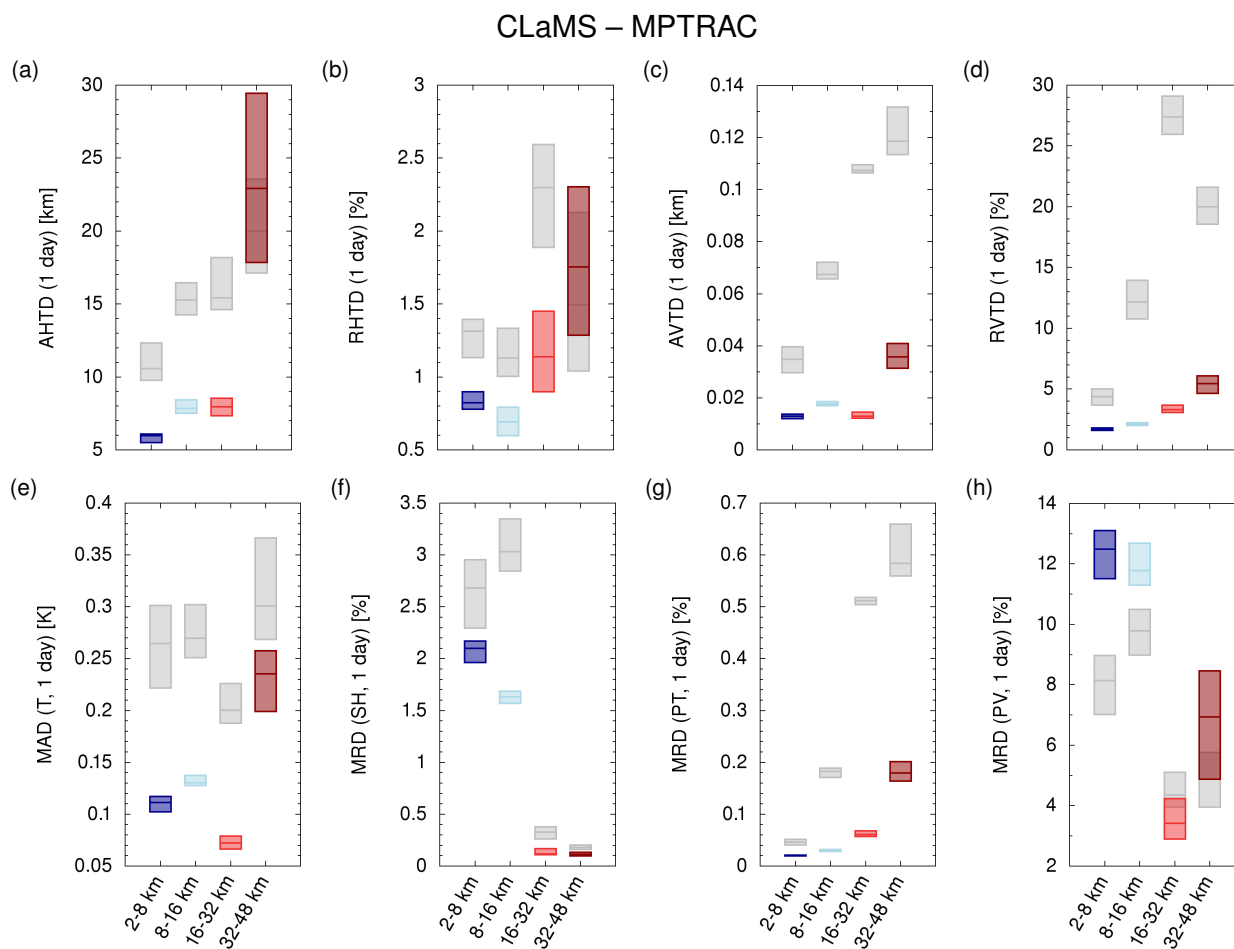 CLaMS – MPTRAC
(a)
AHTD (1 day) [km]
30
25
20
15
10
5
(b)
RHTD (1 day) [%]
3
2.5
2
1.5
1
0.5
(c)
AVTD (1 day) [km]
0.14
0.12
0.1
0.08
0.06
0.04
0.02
0
(d)
RVTD (1 day) [%]
30
25
20
15
10
5
0
(e)
MAD (T, 1 day) [K]
0.4
0.35
0.3
0.25
0.2
0.15
0.1
0.05
2-8 km
8-16 km
16-32 km
32-48 km
(f)
MRD (SH, 1 day) [%]
3.5
3
2.5
2
1.5
1
0.5
0
2-8 km
8-16 km
16-32 km
32-48 km
(g)
MRD (PT, 1 day) [%]
0.7
0.6
0.5
0.4
0.3
0.2
0.1
0
2-8 km
8-16 km
16-32 km
32-48 km
(h)
MRD (PV, 1 day) [%]
14
12
10
8
6
4
2
2-8 km
8-16 km
16-32 km
32-48 km